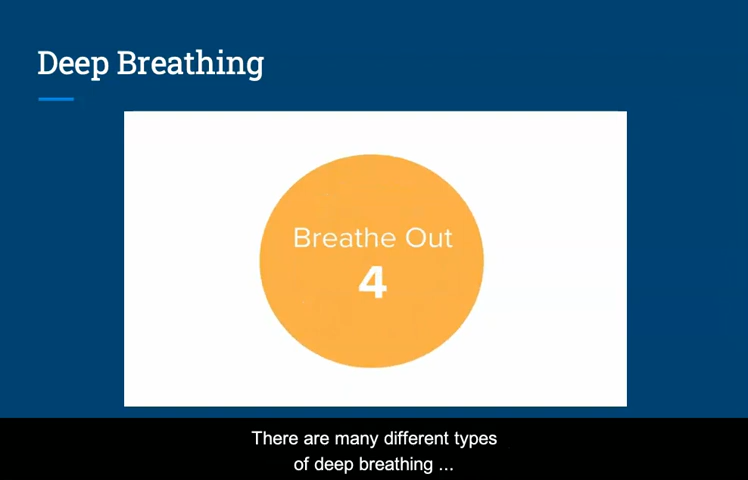 Deep Breathing
Breathe Out
4
There are many different types
of deep breathing ...